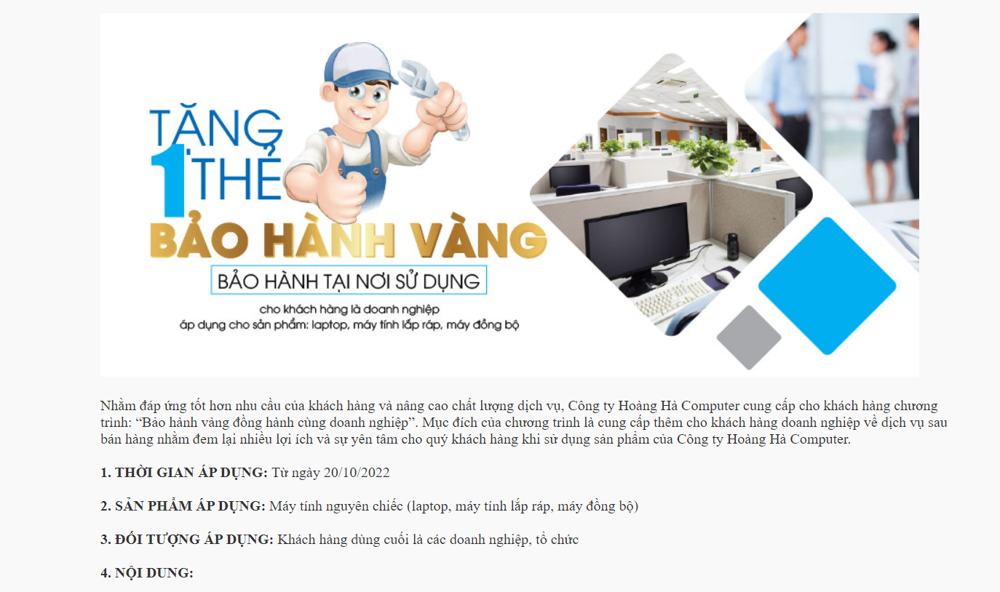 TẶNG
1 THẺ
BẢO HÀNH VÀNG
BẢO HÀNH TẠI NƠI SỬ DỤNG
cho khách hàng là doanh nghiệp
áp dụng cho sản phẩm: laptop, máy tính lắp ráp, máy đồng bộ
Nhằm đáp ứng tốt hơn nhu cầu của khách hàng và nâng cao chất lượng dịch vụ, Công ty Hoàng Hà Computer cung cấp cho khách hàng chương
trình: “Bảo hành vàng đồng hành cùng doanh nghiệp”. Mục đích của chương trình là cung cấp thêm cho khách hàng doanh nghiệp về dịch vụ sau
bán hàng nhằm đem lại nhiều lợi ích và sự yên tâm cho quý khách hàng khi sử dụng sản phẩm của Công ty Hoàng Hà Computer.
1. THỜI GIAN ÁP DỤNG: Từ ngày 20/10/2022
2. SẢN PHẨM ÁP DỤNG: Máy tính nguyên chiếc (laptop, máy tính lắp ráp, máy đồng bộ)
3. ĐỐI TƯỢNG ÁP DỤNG: Khách hàng dùng cuối là các doanh nghiệp, tổ chức
4. NỘI DUNG: